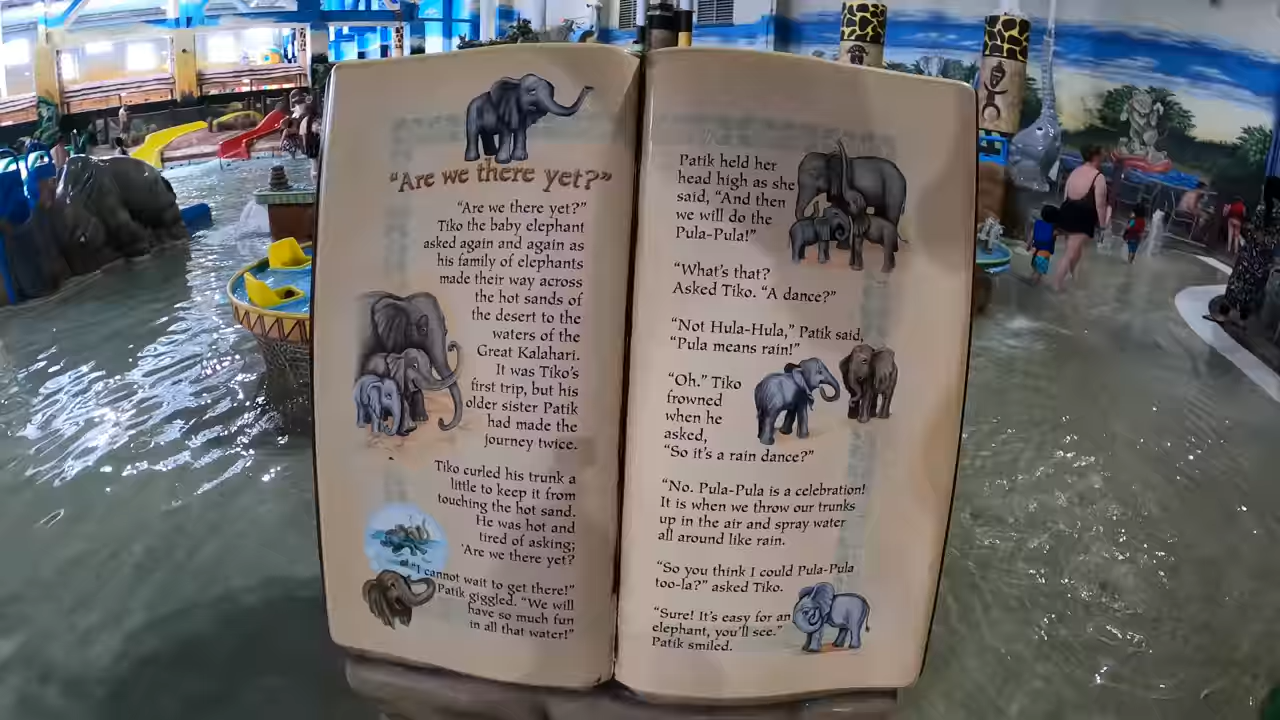 "Are we there yet?"
"Are we there yet?"
Tiko the baby elephant
asked again and again as
his family of elephants
made their way across
the hot sands of
the desert to the
waters of the
Great Kalahari.
It was Tiko's
first trip, but his
older sister Patik
had made the
journey twice.
Tiko curled his trunk a
little to keep it from
touching the hot sand.
He was hot and
tired of asking;
'Are we there yet?
"I cannot wait to get there!"
Patik giggled. "We will
have so much fun
in all that water!"
Patik held her
head high as she
said, "And then
we will do the
Pula-Pula!"
"What's that?
Asked Tiko. "A dance?"
"Not Hula-Hula," Patik said,
"Pula means rain!"
"Oh." Tiko
frowned
when he
asked,
"So it's a rain dance?"
"No. Pula-Pula is a celebration!
It is when we throw our trunks
up in the air and spray water
all around like rain.
"So you think I could Pula-Pula
too-la?" asked Tiko.
"Sure! It's easy for an
elephant, you'll see."
Patik smiled.